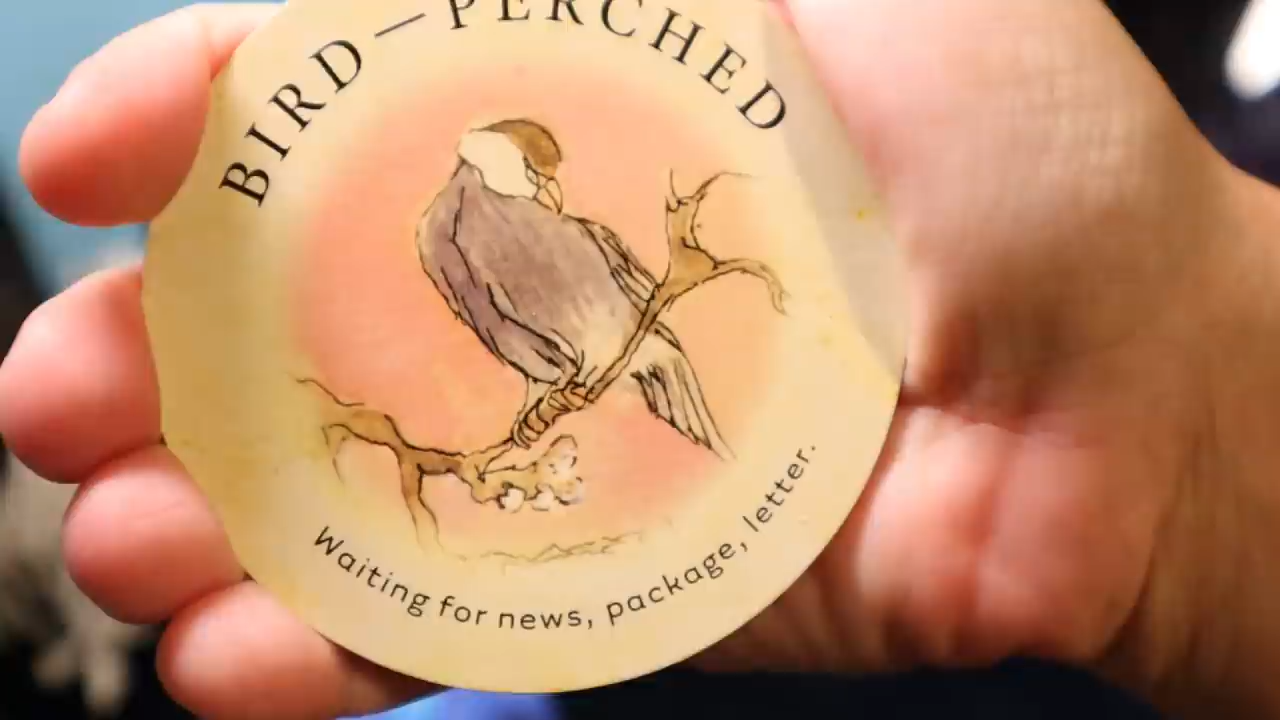 BIRD—PERCHED
Waiting for news, package, letter.